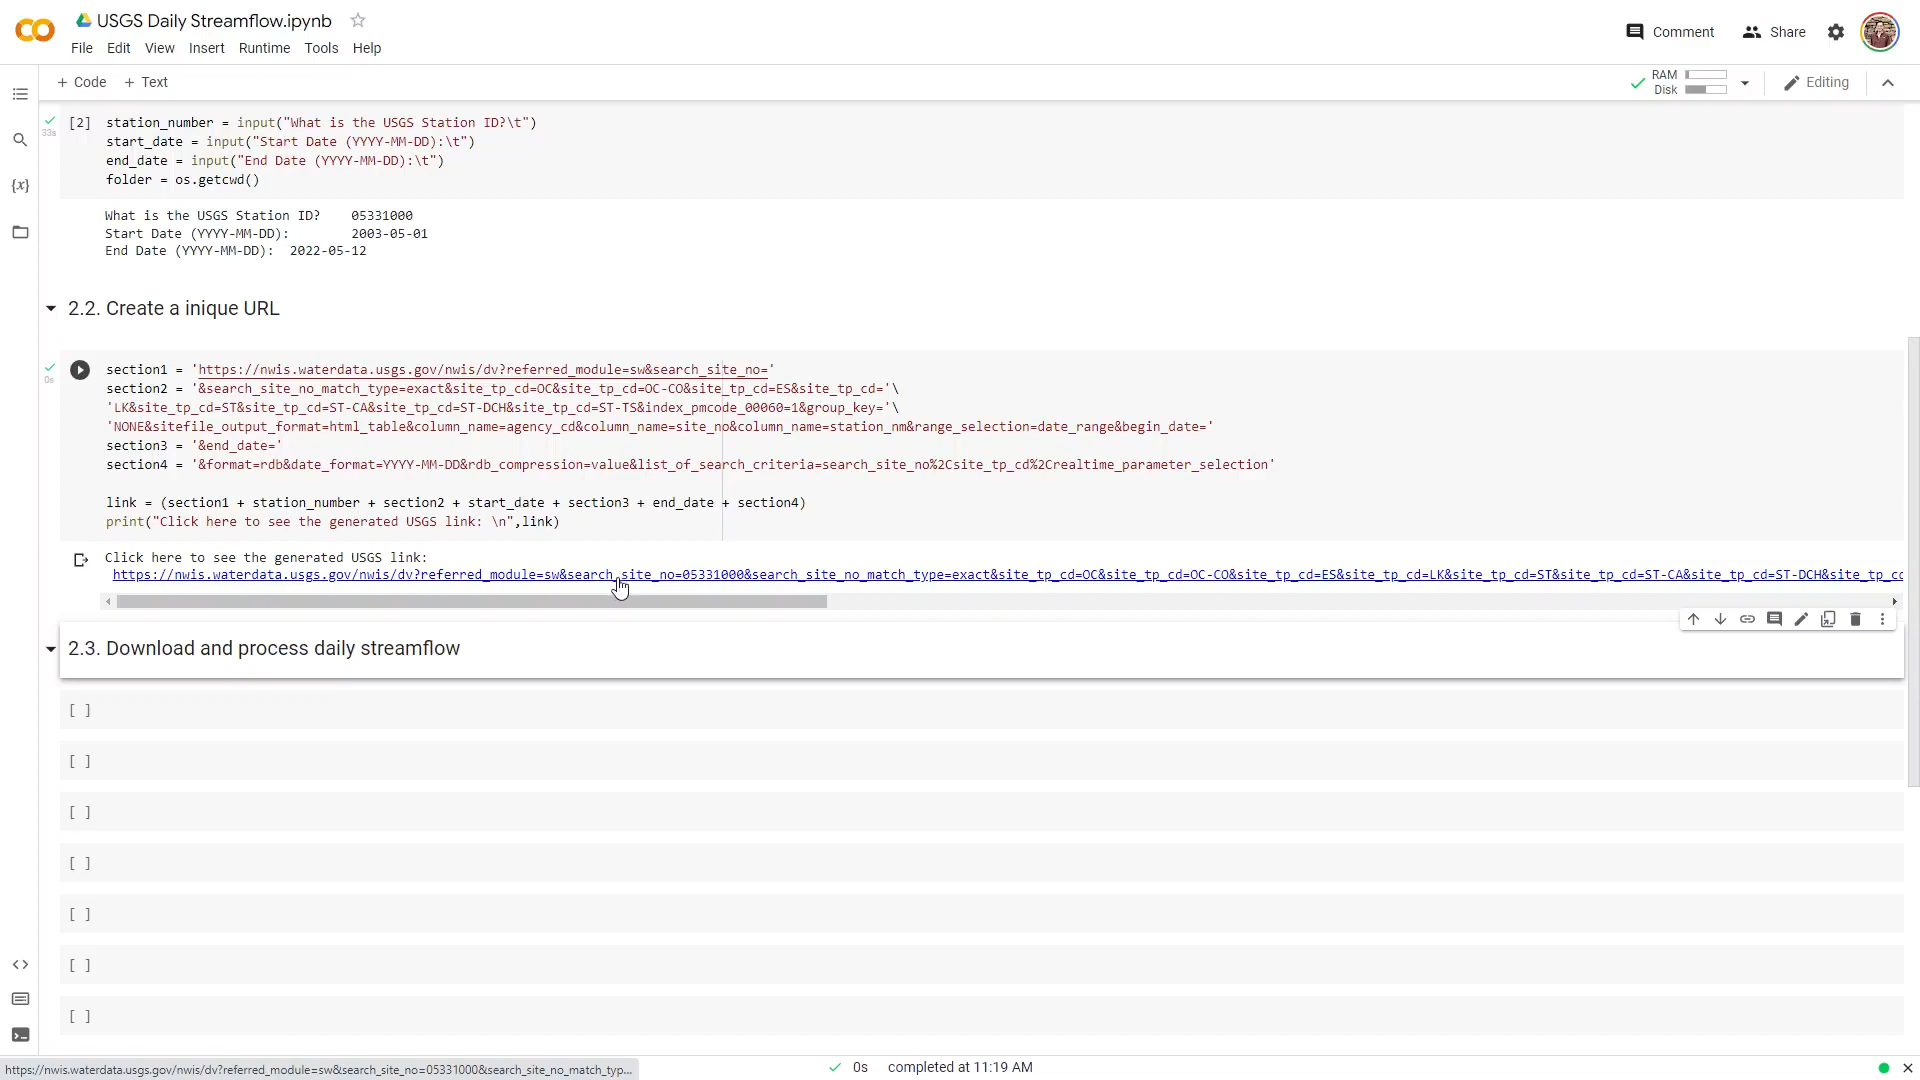 USGS Daily Streamflow.ipynb
File Edit View Insert Runtime Tools Help
Comment
Share
+ Code + Text
RAM
Disk
Editing
33s
[2] station_number = input("What is the USGS Station ID?\t")
start_date = input("Start Date (YYYY-MM-DD):\t")
end_date = input("End Date (YYYY-MM-DD):\t")
folder = os.getcwd()
{x}
What is the USGS Station ID? 05331000
Start Date (YYYY-MM-DD): 2003-05-01
End Date (YYYY-MM-DD): 2022-05-12
2.2. Create a inique URL
0s
section1 = 'https://nwis.waterdata.usgs.gov/nwis/dv?referred_module=sw&search_site_no='
section2 = '&search_site_no_match_type=exact&site_tp_cd=OC&site_tp_cd=OC-CO&site_tp_cd=ES&site_tp_cd='\
'LK&site_tp_cd=ST&site_tp_cd=ST-CA&site_tp_cd=ST-DCH&site_tp_cd=ST-TS&index_pmcode_00060=1&group_key='\
'NONE&sitefile_output_format=html_table&column_name=agency_cd&column_name=site_no&column_name=station_nm&range_selection=date_range&begin_date='
section3 = '&end_date='
section4 = '&format=rdb&date_format=YYYY-MM-DD&rdb_compression=value&list_of_search_criteria=search_site_no%2Csite_tp_cd%2Crealtime_parameter_selection'
link = (section1 + station_number + section2 + start_date + section3 + end_date + section4)
print("Click here to see the generated USGS link: \n",link)
Click here to see the generated USGS link:
https://nwis.waterdata.usgs.gov/nwis/dv?referred_module=sw&search_site_no=05331000&search_site_no_match_type=exact&site_tp_cd=OC&site_tp_cd=OC-CO&site_tp_cd=ES&site_tp_cd=LK&site_tp_cd=ST&site_tp_cd=ST-CA&site_tp_cd=ST-DCH&site_tp_cd
2.3. Download and process daily streamflow
[ ]
[ ]
[ ]
[ ]
[ ]
[ ]
[ ]
https://nwis.waterdata.usgs.gov/nwis/dv?referred_module=sw&search_site_no=05331000&search_site_no_match_typ...
0s completed at 11:19 AM